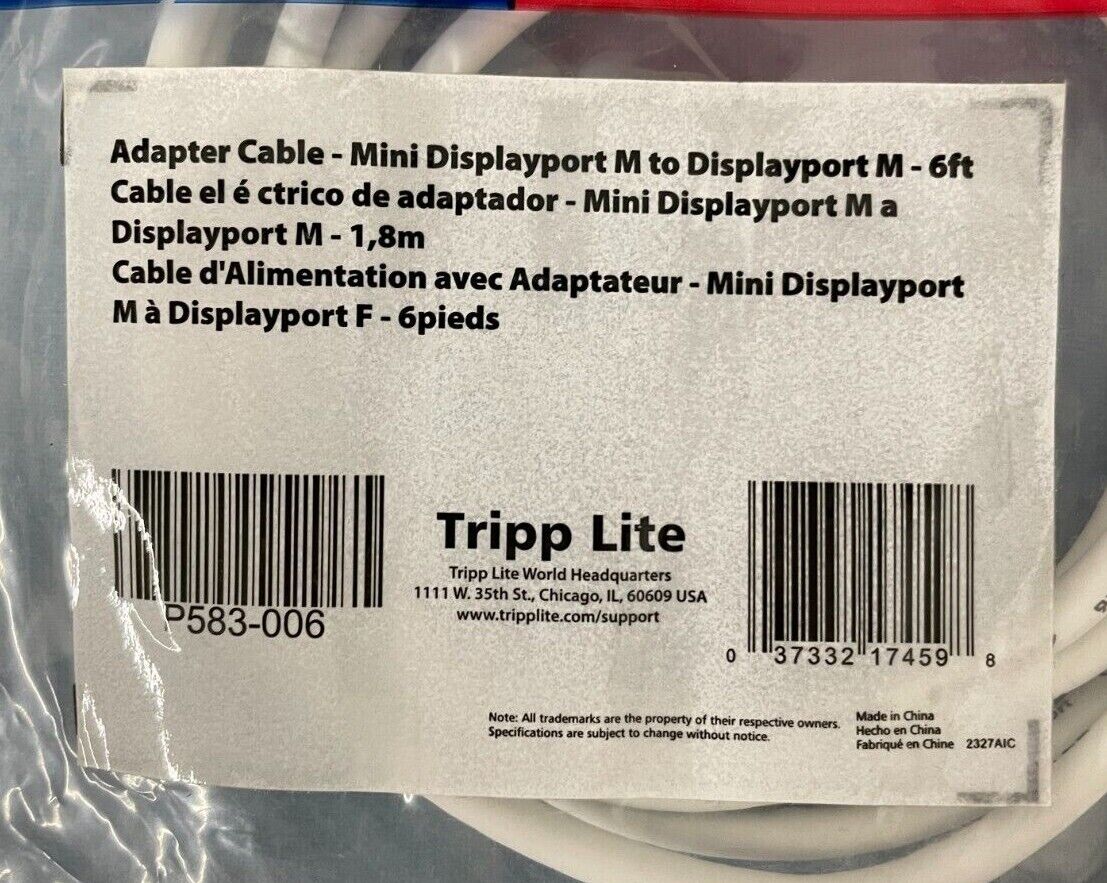 Adapter Cable - Mini Displayport M to Displayport M - 6ft
Cable el é ctrico de adaptador - Mini Displayport M a
Displayport M - 1,8m
Cable d'Alimentation avec Adaptateur - Mini Displayport
M à Displayport F - 6pieds
P583-006
Tripp Lite
Tripp Lite World Headquarters
1111 W. 35th St., Chicago, IL, 60609 USA
www.tripplite.com/support
0 37332 17459 8
Note: All trademarks are the property of their respective owners.
Specifications are subject to change without notice.
Made in China
Hecho en China
Fabriqué en Chine 2327AIC